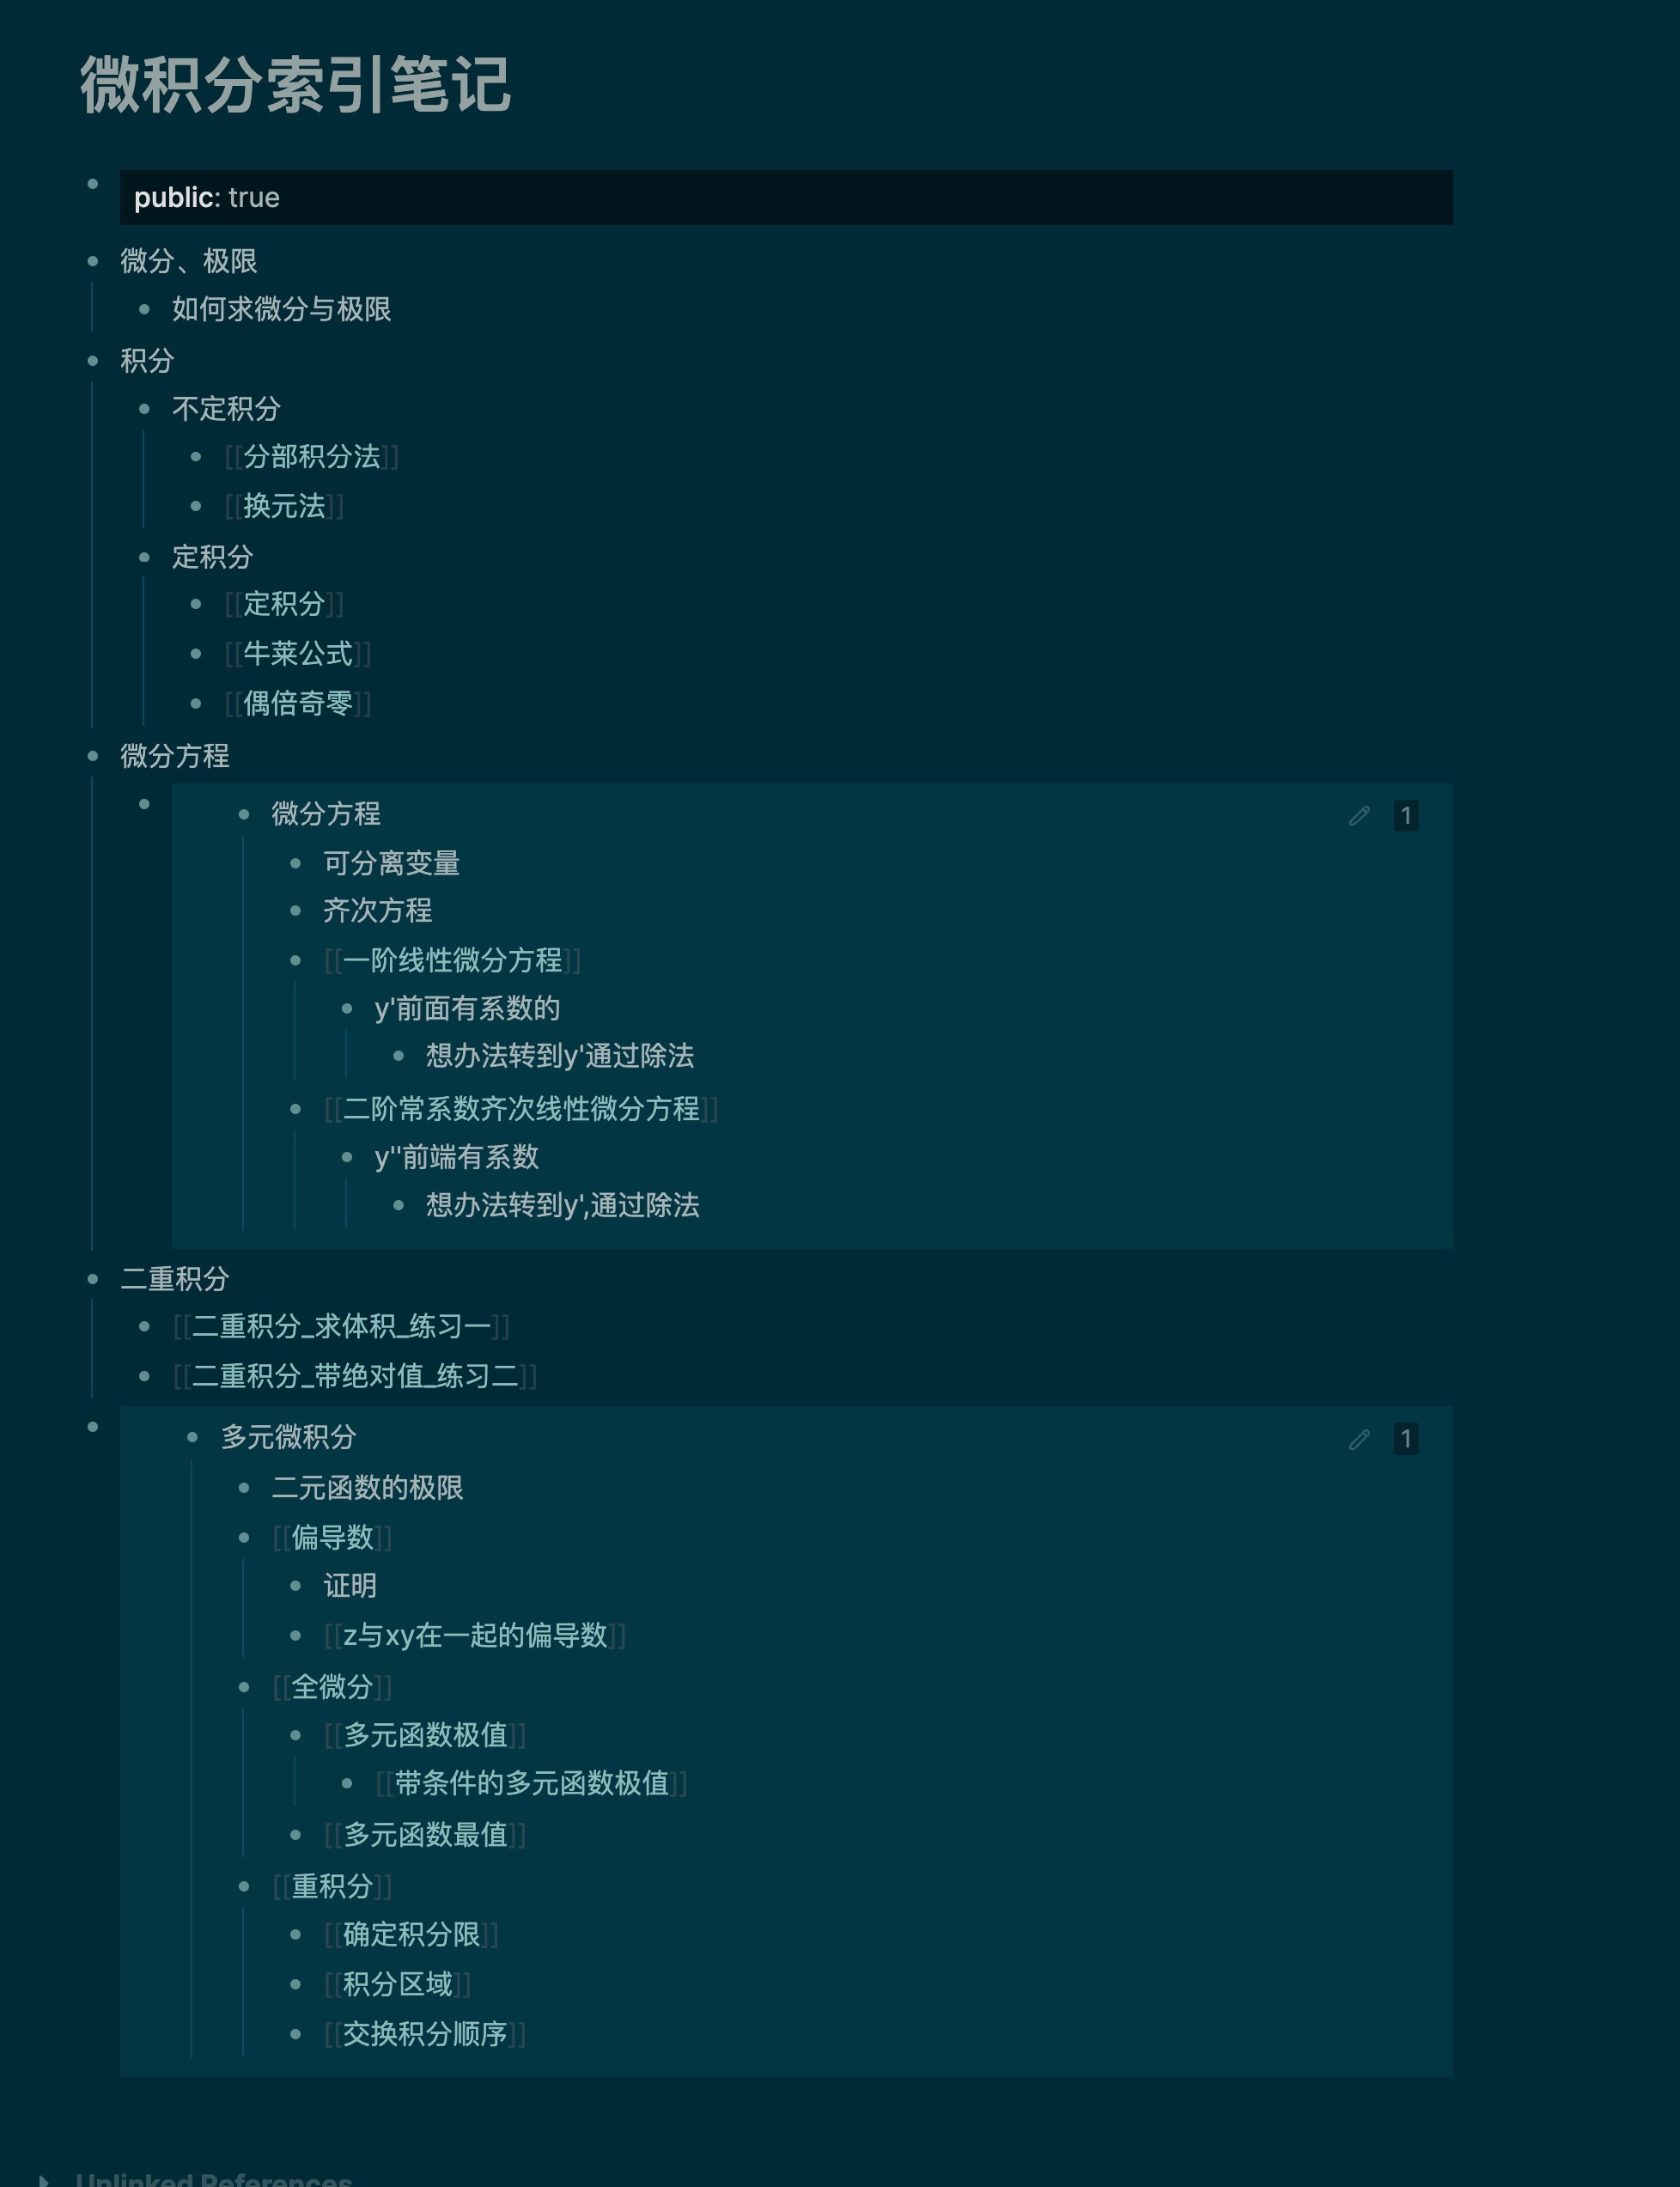 微积分索引笔记
public: true
微分、极限
如何求微分与极限
积分
不定积分
[[分部积分法]]
[[换元法]]
定积分
[[定积分]]
[[牛莱公式]]
[[偶倍奇零]]
微分方程
微分方程 1
可分离变量
齐次方程
[[一阶线性微分方程]]
y'前面有系数的
想办法转到y'通过除法
[[二阶常系数齐次线性微分方程]]
y''前端有系数
想办法转到y',通过除法
二重积分
[[二重积分_求体积_练习一]]
[[二重积分_带绝对值_练习二]]
多元微积分 1
二元函数的极限
[[偏导数]]
证明
[[z与xy在一起的偏导数]]
[[全微分]]
[[多元函数极值]]
[[带条件的多元函数极值]]
[[多元函数最值]]
[[重积分]]
[[确定积分限]]
[[积分区域]]
[[交换积分顺序]]
Unlinked References